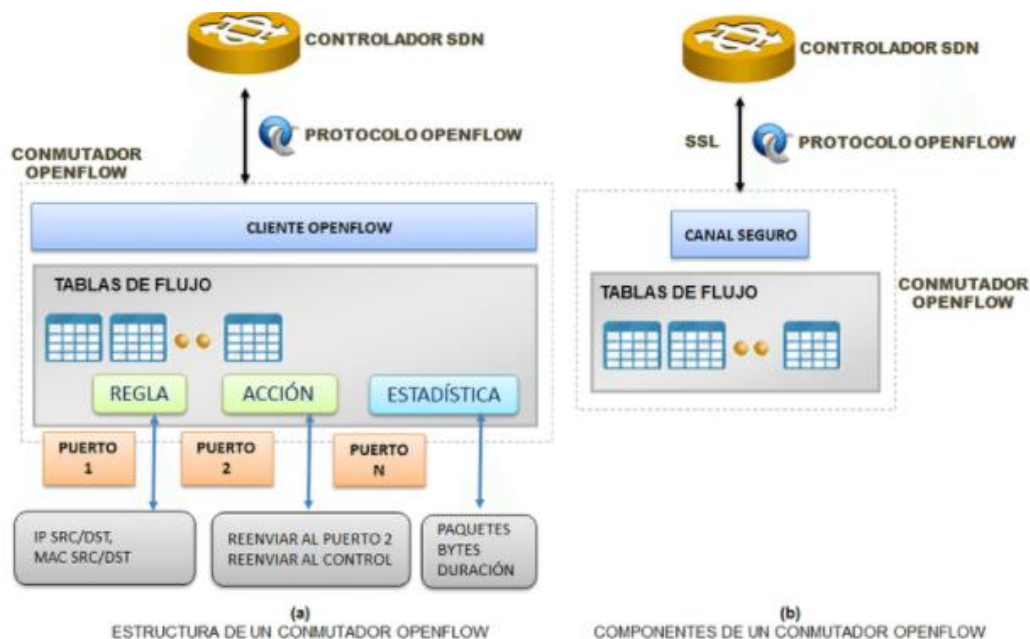 CONTROLADOR SDN
PROTOCOLO OPENFLOW
CONMUTADOR
OPENFLOW
CLIENTE OPENFLOW
TABLAS DE FLUJO
REGLA
ACCIÓN
ESTADÍSTICA
PUERTO
1
PUERTO
2
PUERTO
N
IP SRC/DST,
MAC SRC/DST
REENVIAR AL PUERTO 2
REENVIAR AL CONTROL
PAQUETES
BYTES
DURACIÓN
(a)
ESTRUCTURA DE UN CONMUTADOR OPENFLOW
CONTROLADOR SDN
SSL
PROTOCOLO OPENFLOW
CANAL SEGURO
TABLAS DE FLUJO
CONMUTADOR
OPENFLOW
(b)
COMPONENTES DE UN CONMUTADOR OPENFLOW